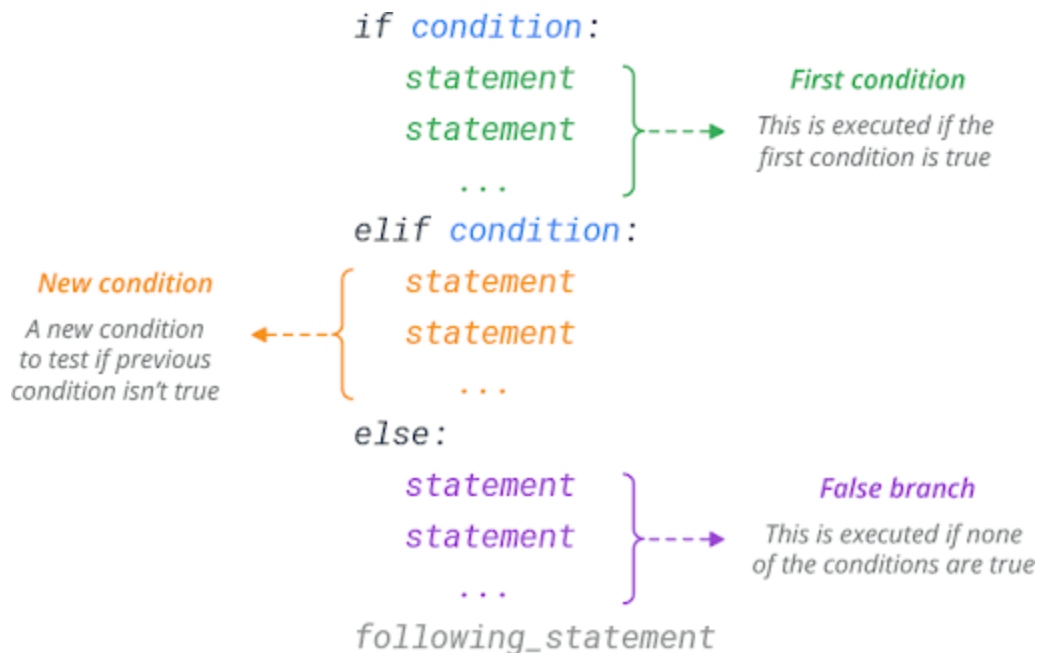 if condition:
statement
statement
...
First condition
This is executed if the
first condition is true
elif condition:
statement
statement
...
New condition
A new condition
to test if previous
condition isn't true
else:
statement
statement
...
False branch
This is executed if none
of the conditions are true
following_statement